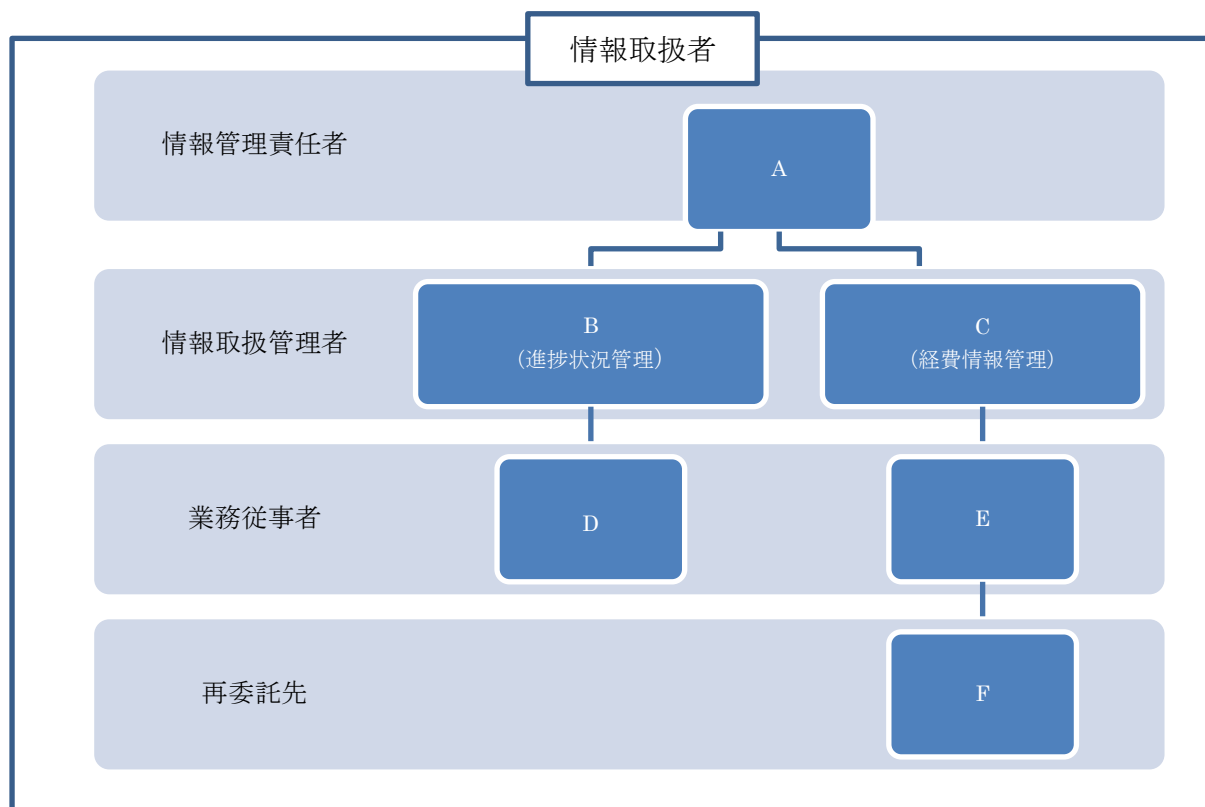 情報取扱者
情報管理責任者
A
情報取扱管理者
B
（進捗状況管理）
C
（経費情報管理）
業務従事者
D
E
再委託先
F